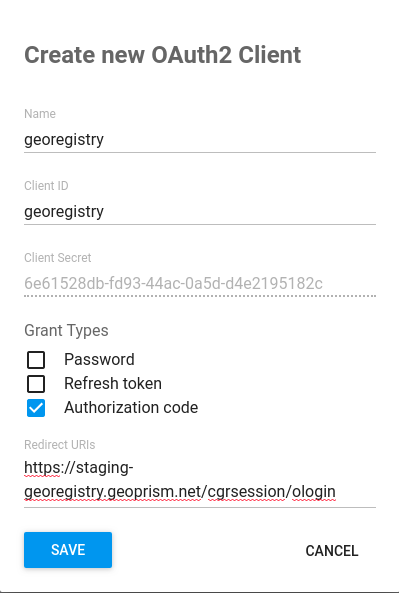 Create new OAuth2 Client
Name
georegistry
Client ID
georegistry
Client Secret
6e61528db-fd93-44ac-0a5d-d4e2195182c
Grant Types
Password
Refresh token
Authorization code
Redirect URIs
https://staging-
georegistry.geoprism.net/cgrsession/ologin
SAVE
CANCEL